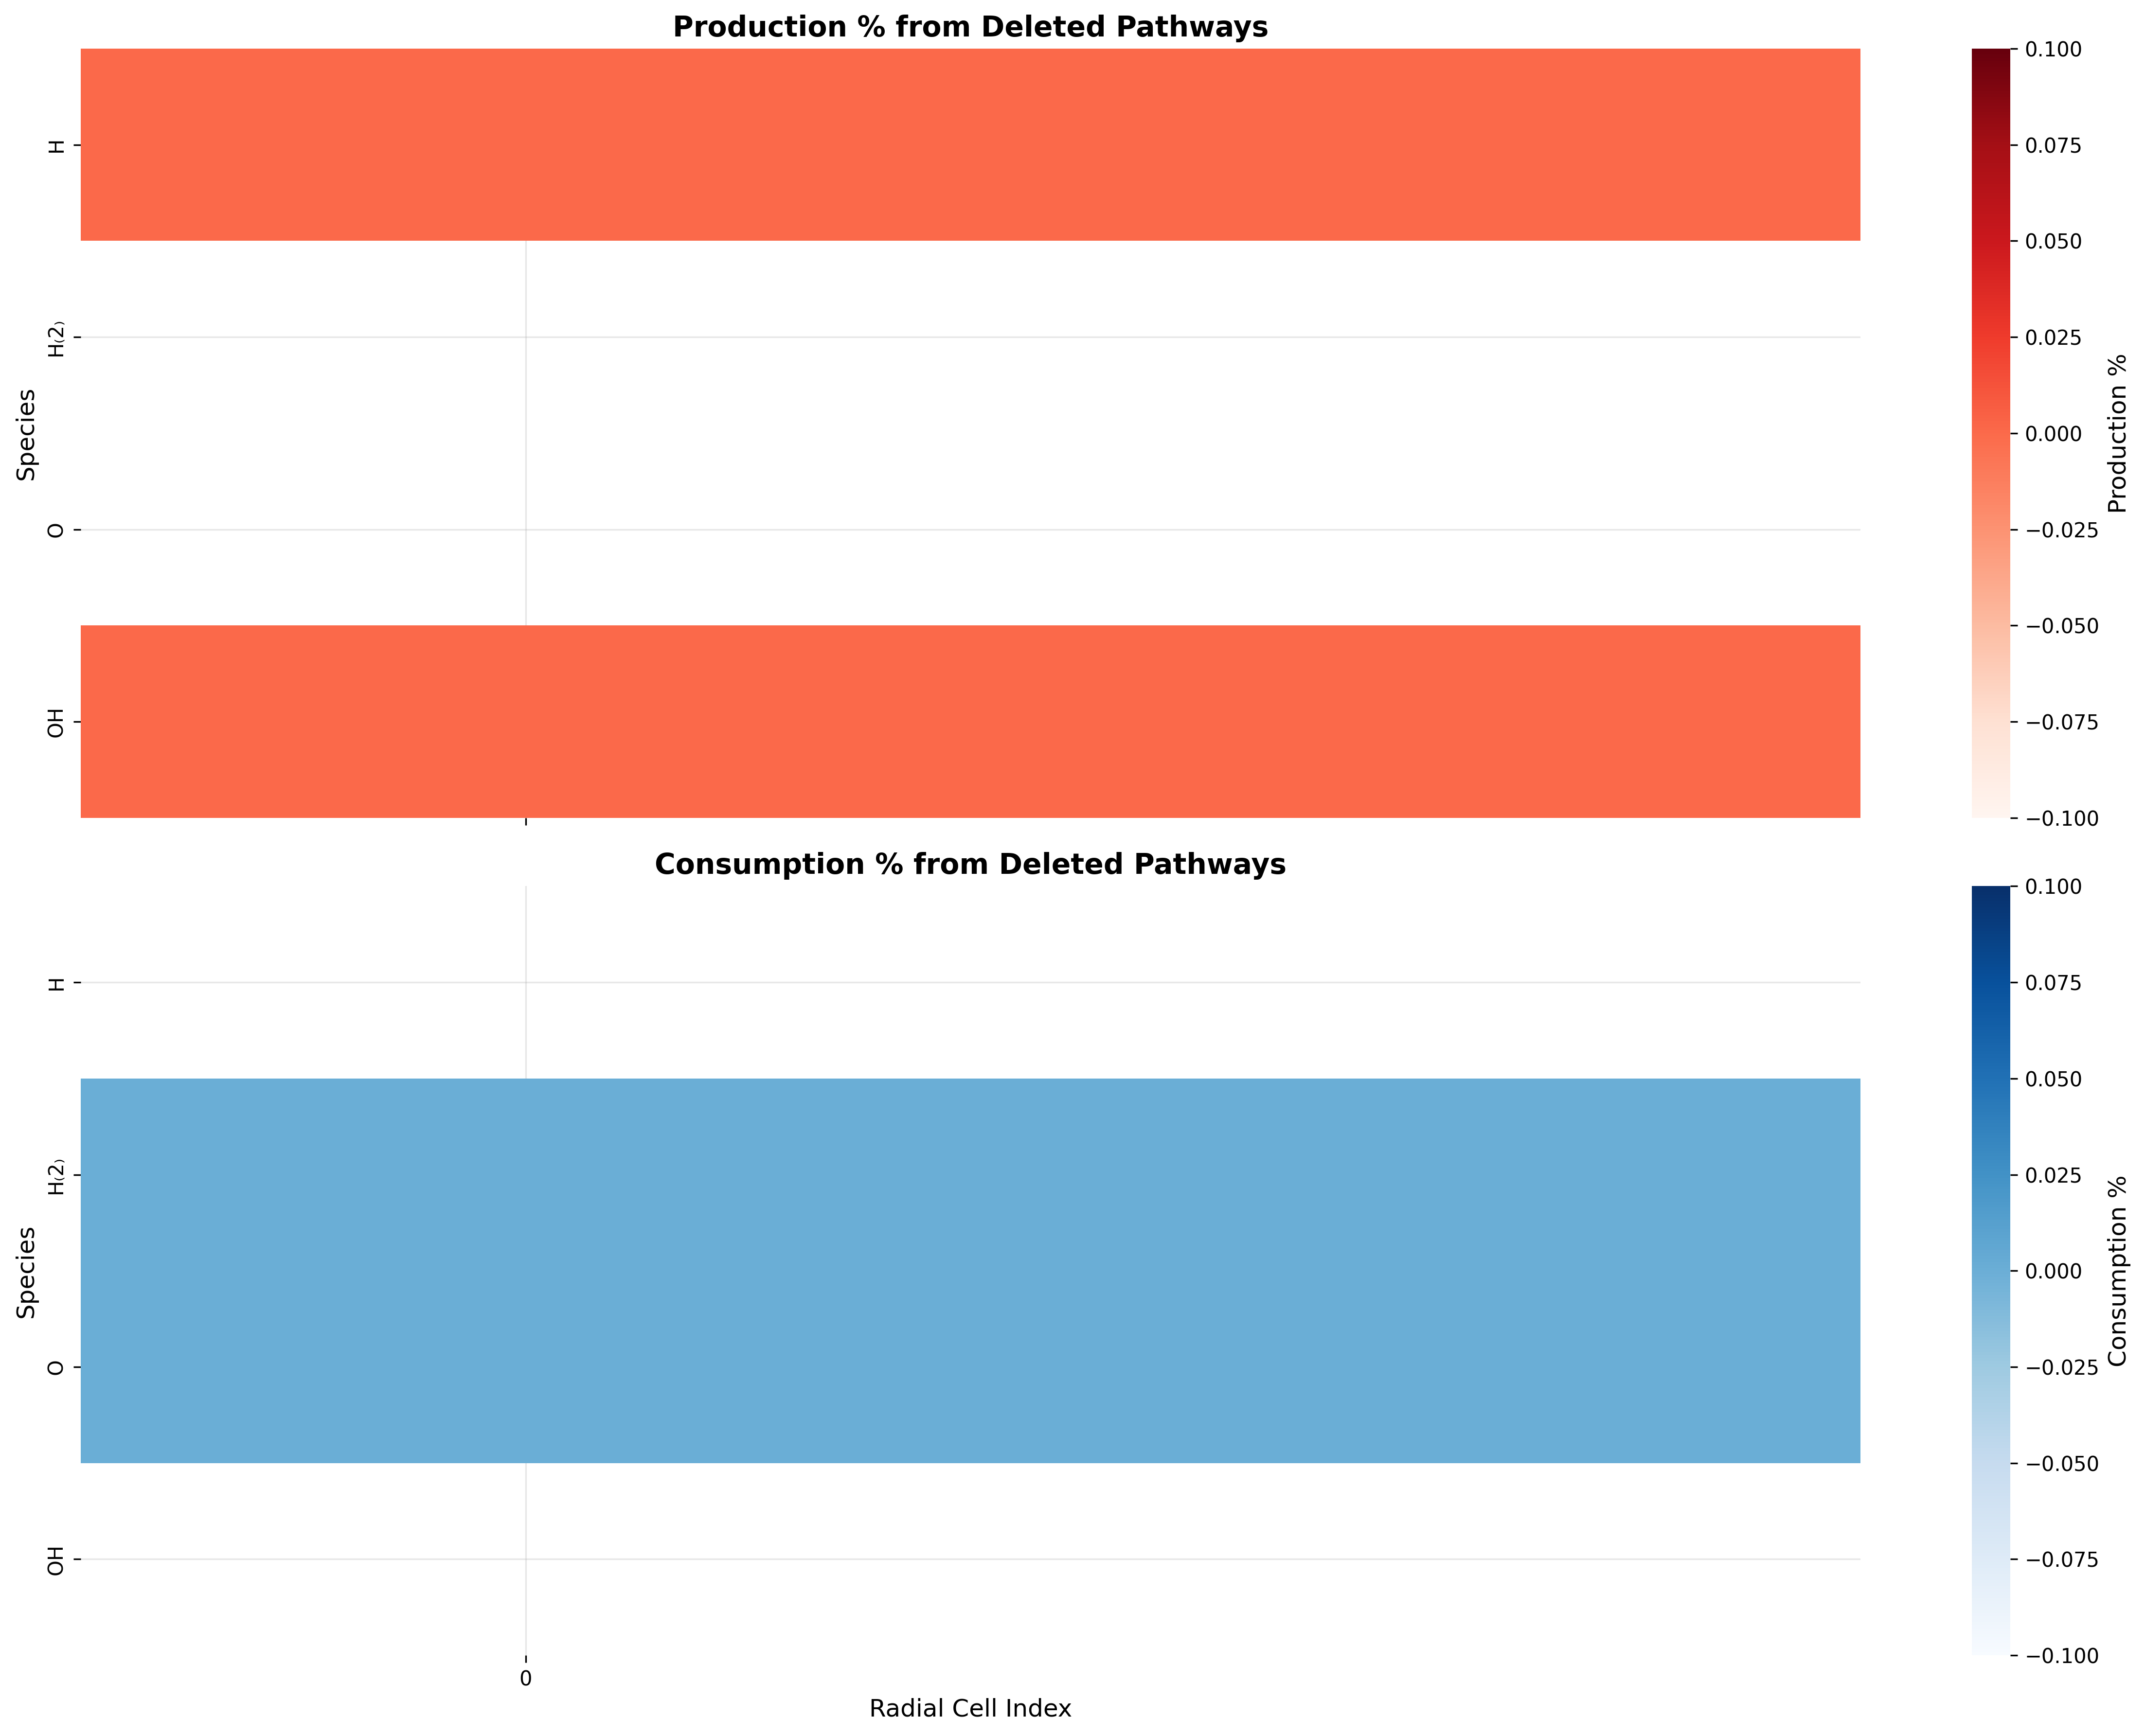 Production % from Deleted Pathways
H
H₍2₎
O
OH
Species
0.100
0.075
0.050
0.025
0.000
−0.025
−0.050
−0.075
−0.100
Production %
Consumption % from Deleted Pathways
H
H₍2₎
O
OH
Species
0
Radial Cell Index
0.100
0.075
0.050
0.025
0.000
−0.025
−0.050
−0.075
−0.100
Consumption %